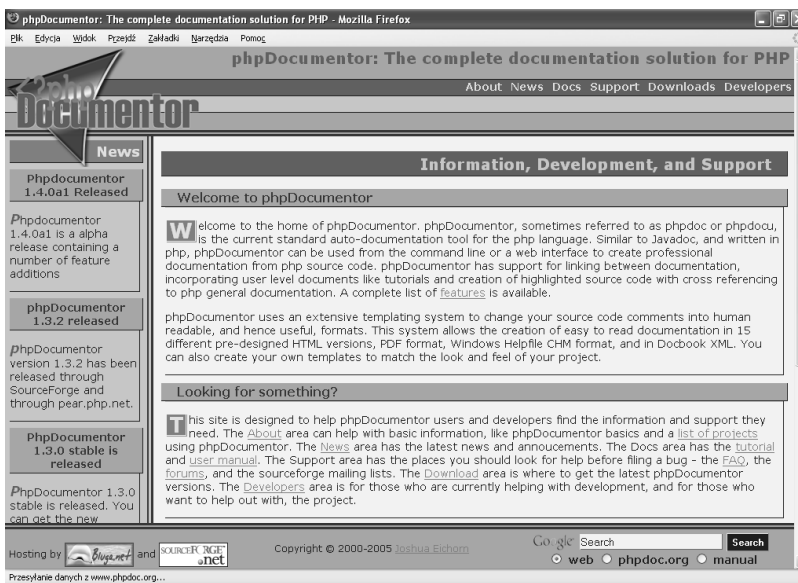 phpDocumentor: The complete documentation solution for PHP - Mozilla Firefox
Plik Edycja Widok Przejdź Zakładki Narzędzia Pomoc
phpDocumentor: The complete documentation solution for PHP
About News Docs Support Downloads Developers
<?php
Documentor
News
Phpdocumentor
1.4.0a1 Released
Phpdocumentor
1.4.0a1 is a alpha
release containing a
number of feature
additions
phpDocumentor
1.3.2 released
phpDocumentor
version 1.3.2 has been
released through
SourceForge and
through pear.php.net.
PhpDocumentor
1.3.0 stable is
released
PhpDocumentor 1.3.0
stable is released. You
can get the new
Information, Development, and Support
Welcome to phpDocumentor
Welcome to the home of phpDocumentor. phpDocumentor, sometimes referred to as phpdoc or phpdocu,
is the current standard auto-documentation tool for the php language. Similar to Javadoc, and written in
php, phpDocumentor can be used from the command line or a web interface to create professional
documentation from php source code. phpDocumentor has support for linking between documentation,
incorporating user level documents like tutorials and creation of highlighted source code with cross referencing
to php general documentation. A complete list of features is available.
phpDocumentor uses an extensive templating system to change your source code comments into human
readable, and hence useful, formats. This system allows the creation of easy to read documentation in 15
different pre-designed HTML versions, PDF format, Windows Helpfile CHM format, and in Docbook XML. You
can also create your own templates to match the look and feel of your project.
Looking for something?
This site is designed to help phpDocumentor users and developers find the information and support they
need. The About area can help with basic information, like phpDocumentor basics and a list of projects
using phpDocumentor. The News area has the latest news and annoucements. The Docs area has the tutorial
and user manual. The Support area has the places you should look for help before filing a bug - the FAQ, the
forums, and the sourceforge mailing lists. The Download area is where to get the latest phpDocumentor
versions. The Developers area is for those who are currently helping with development, and for those who
want to help out with, the project.
Hosting by Bluga.net and SOURCEFORGE .net
Copyright © 2000-2005 Joshua Eichorn
Google Search Search
web phpdoc.org manual
Przesyłanie danych z www.phpdoc.org...